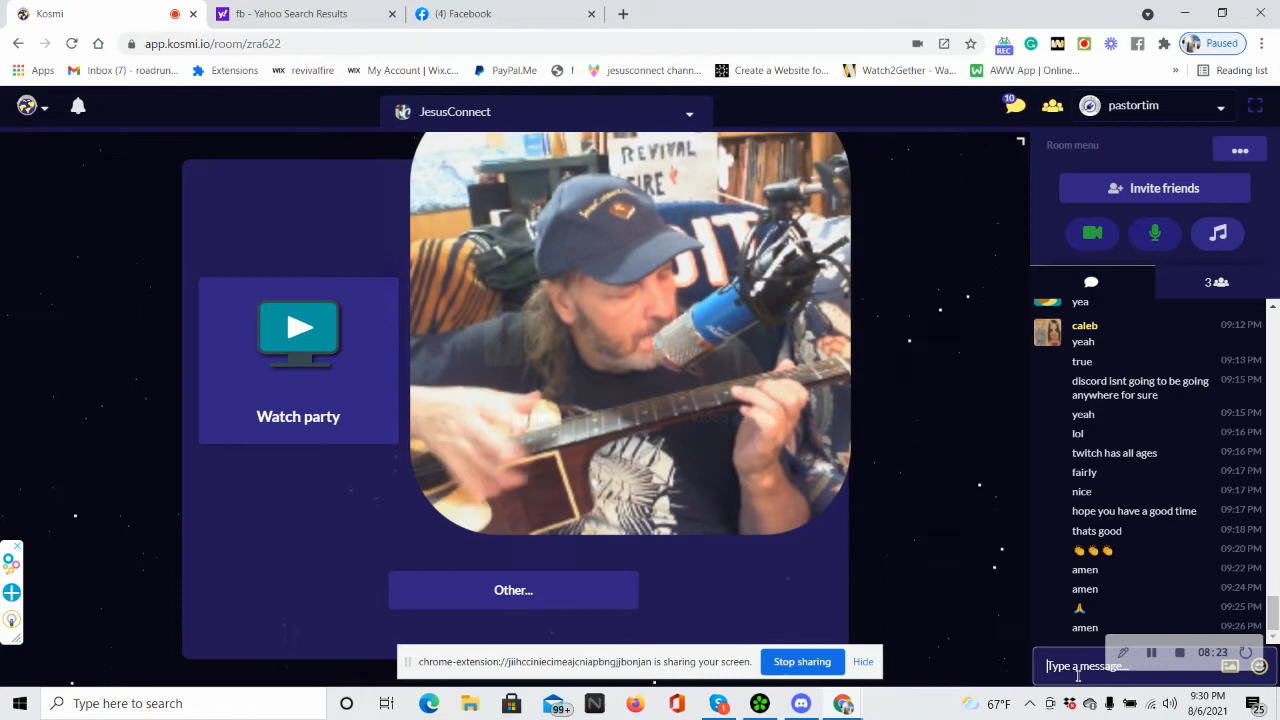 Kosmi
fb - Yahoo Search Results
(4) Facebook
app.kosmi.io/room/zra622
REC
Paused
Apps
Inbox (7) - roadrun...
Extensions
WiX
revivallive
WiX
My Account | Wix.c...
PayPal.Me
f
jesusconnect chann...
Create a Website fo...
Watch2Gether - Wa...
AWW App | Online...
»
Reading list
JesusConnect
10
pastortim
REVIVAL
FIRE
Room menu
Invite friends
3
yea
caleb
09:12 PM
yeah
true
09:13 PM
discord isnt going to be going
anywhere for sure
09:15 PM
yeah
09:15 PM
lol
09:16 PM
twitch has all ages
09:16 PM
fairly
09:17 PM
nice
09:17 PM
hope you have a good time
09:17 PM
thats good
09:18 PM
👏👏👏
09:20 PM
amen
09:22 PM
amen
09:24 PM
🙏
09:25 PM
amen
09:26 PM
Watch party
Other...
08:23
Type a message...
chrome-extension://jiihcciniecimeajcniapbngjjbonjan is sharing your screen.
Stop sharing
Hide
Type here to search
99+
N
1
67°F
9:30 PM
8/6/2021
25